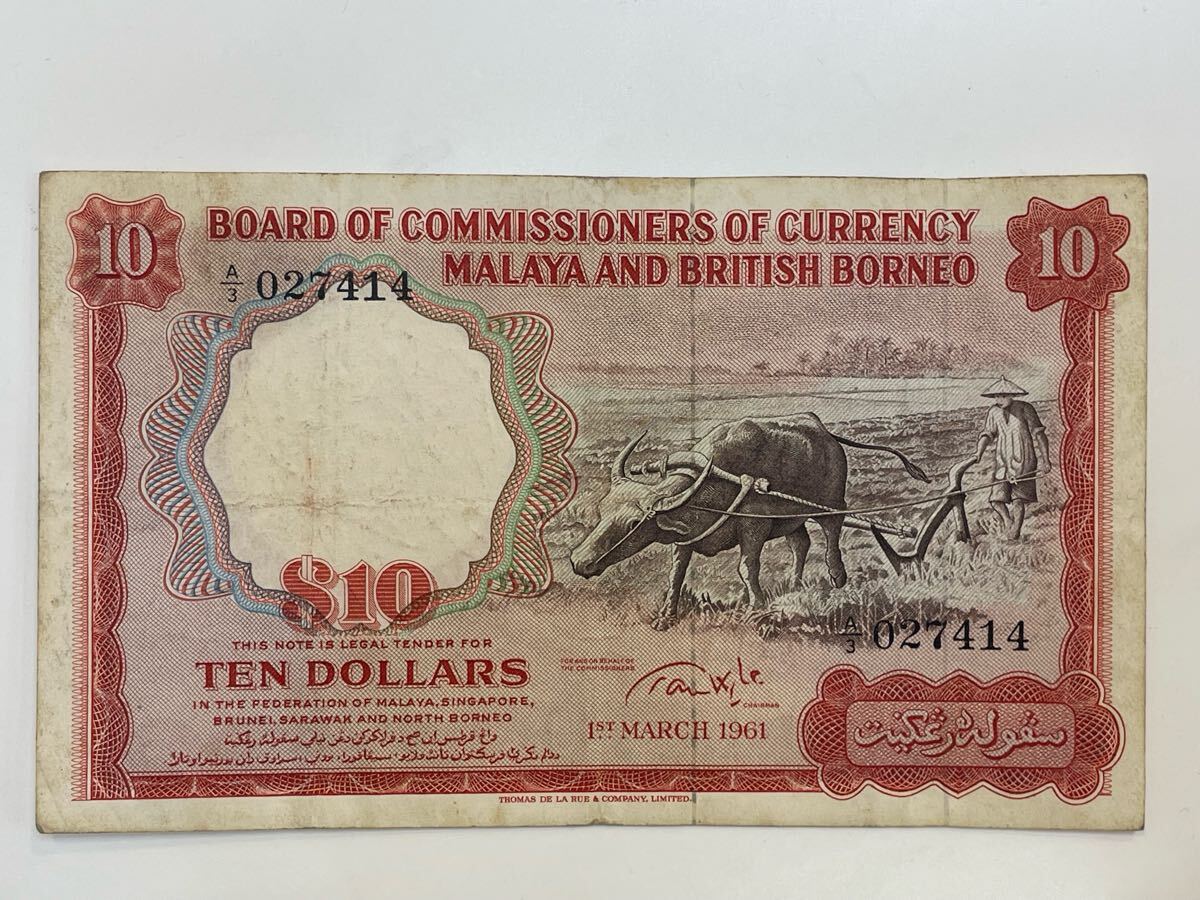 10
10
BOARD OF COMMISSIONERS OF CURRENCY
MALAYA AND BRITISH BORNEO
A/3 027414
$10
THIS NOTE IS LEGAL TENDER FOR
TEN DOLLARS
IN THE FEDERATION OF MALAYA, SINGAPORE,
BRUNEI, SARAWAK AND NORTH BORNEO
FOR AND ON BEHALF OF
THE COMMISSIONERS
CHAIRMAN
1ST MARCH 1961
A/3 027414
سڤوله رڠݢيت
THOMAS DE LA RUE & COMPANY, LIMITED.